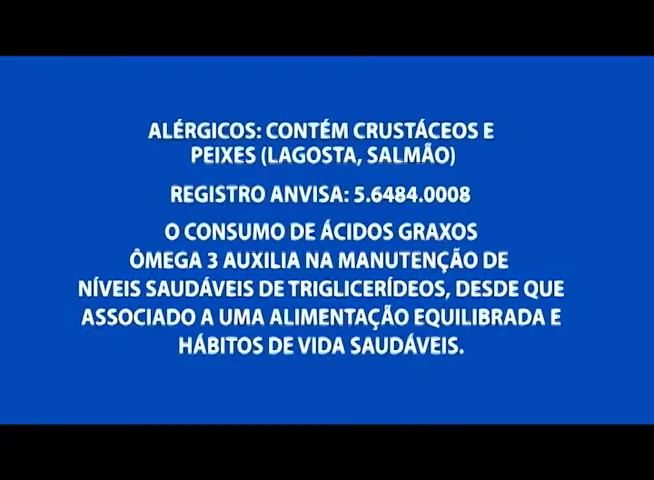 ALÉRGICOS: CONTÉM CRUSTÁCEOS E
PEIXES (LAGOSTA, SALMÃO)
REGISTRO ANVISA: 5.6484.0008
O CONSUMO DE ÁCIDOS GRAXOS
ÔMEGA 3 AUXILIA NA MANUTENÇÃO DE
NÍVEIS SAUDÁVEIS DE TRIGLICERÍDEOS, DESDE QUE
ASSOCIADO A UMA ALIMENTAÇÃO EQUILIBRADA E
HÁBITOS DE VIDA SAUDÁVEIS.